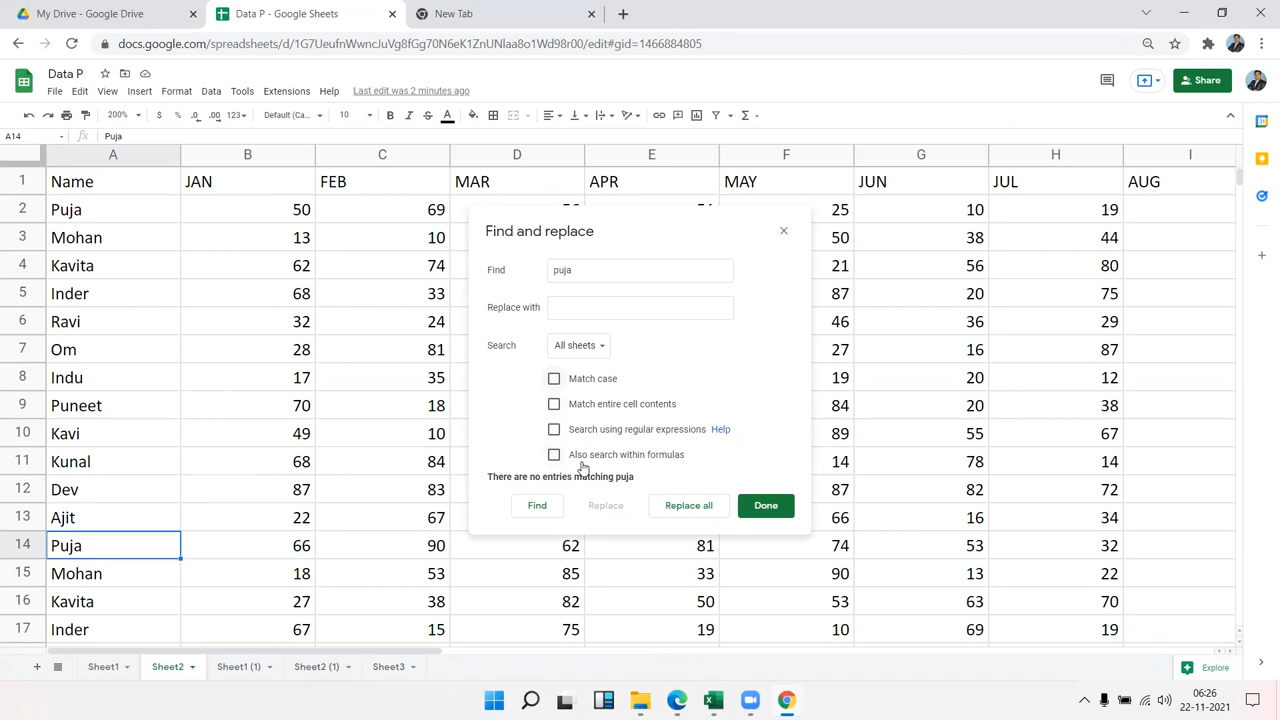 My Drive - Google Drive
Data P - Google Sheets
New Tab
docs.google.com/spreadsheets/d/1G7UeufnWwncJuVg8fGg70N6eK1ZnUNlaa8o1Wd98r00/edit#gid=1466884805
Data P
File Edit View Insert Format Data Tools Extensions Help Last edit was 2 minutes ago
Share
200% $ % .0 .00 123 Default (Ca... 10 B I S A
A14 fx Puja
A B C D E F G H I
1 Name JAN FEB MAR APR MAY JUN JUL AUG
2 Puja 50 69 25 10 19
3 Mohan 13 10 50 38 44
4 Kavita 62 74 21 56 80
5 Inder 68 33 87 20 75
6 Ravi 32 24 46 36 29
7 Om 28 81 27 16 87
8 Indu 17 35 19 20 12
9 Puneet 70 18 84 20 38
10 Kavi 49 10 89 55 67
11 Kunal 68 84 14 78 14
12 Dev 87 83 87 82 72
13 Ajit 22 67 66 16 34
14 Puja 66 90 62 81 74 53 32
15 Mohan 18 53 85 33 90 13 22
16 Kavita 27 38 82 50 53 63 70
17 Inder 67 15 75 19 10 69 19
Find and replace
Find puja
Replace with
Search All sheets
Match case
Match entire cell contents
Search using regular expressions Help
Also search within formulas
There are no entries matching puja
Find Replace Replace all Done
Sheet1 Sheet2 Sheet1 (1) Sheet2 (1) Sheet3
Explore
06:26
22-11-2021